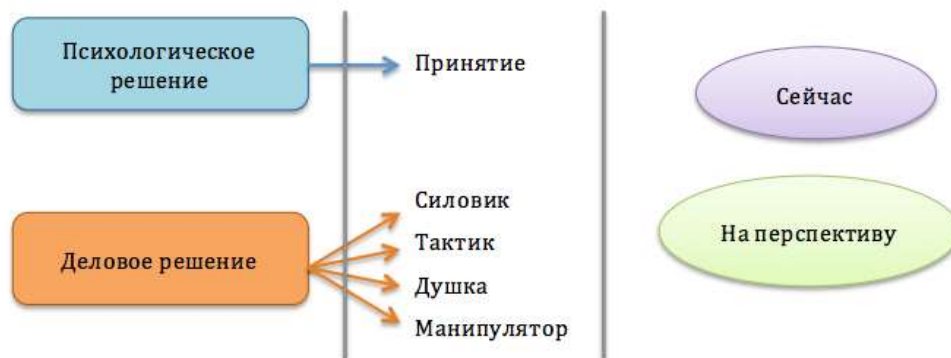 Психологическое
решение
Принятие
Сейчас
Деловое решение
Силовик
Тактик
Душка
Манипулятор
На перспективу